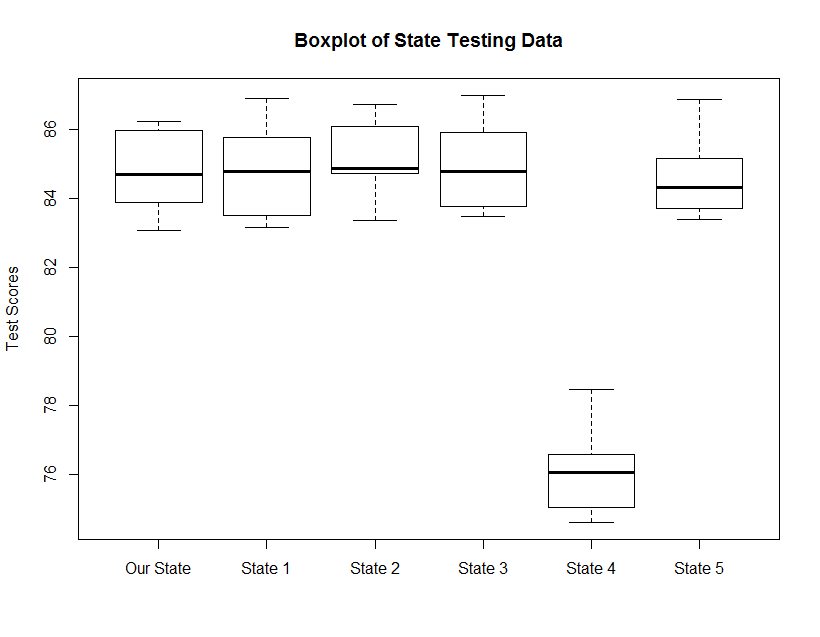 Boxplot of State Testing Data
Test Scores
86
84
82
80
78
76
Our State
State 1
State 2
State 3
State 4
State 5